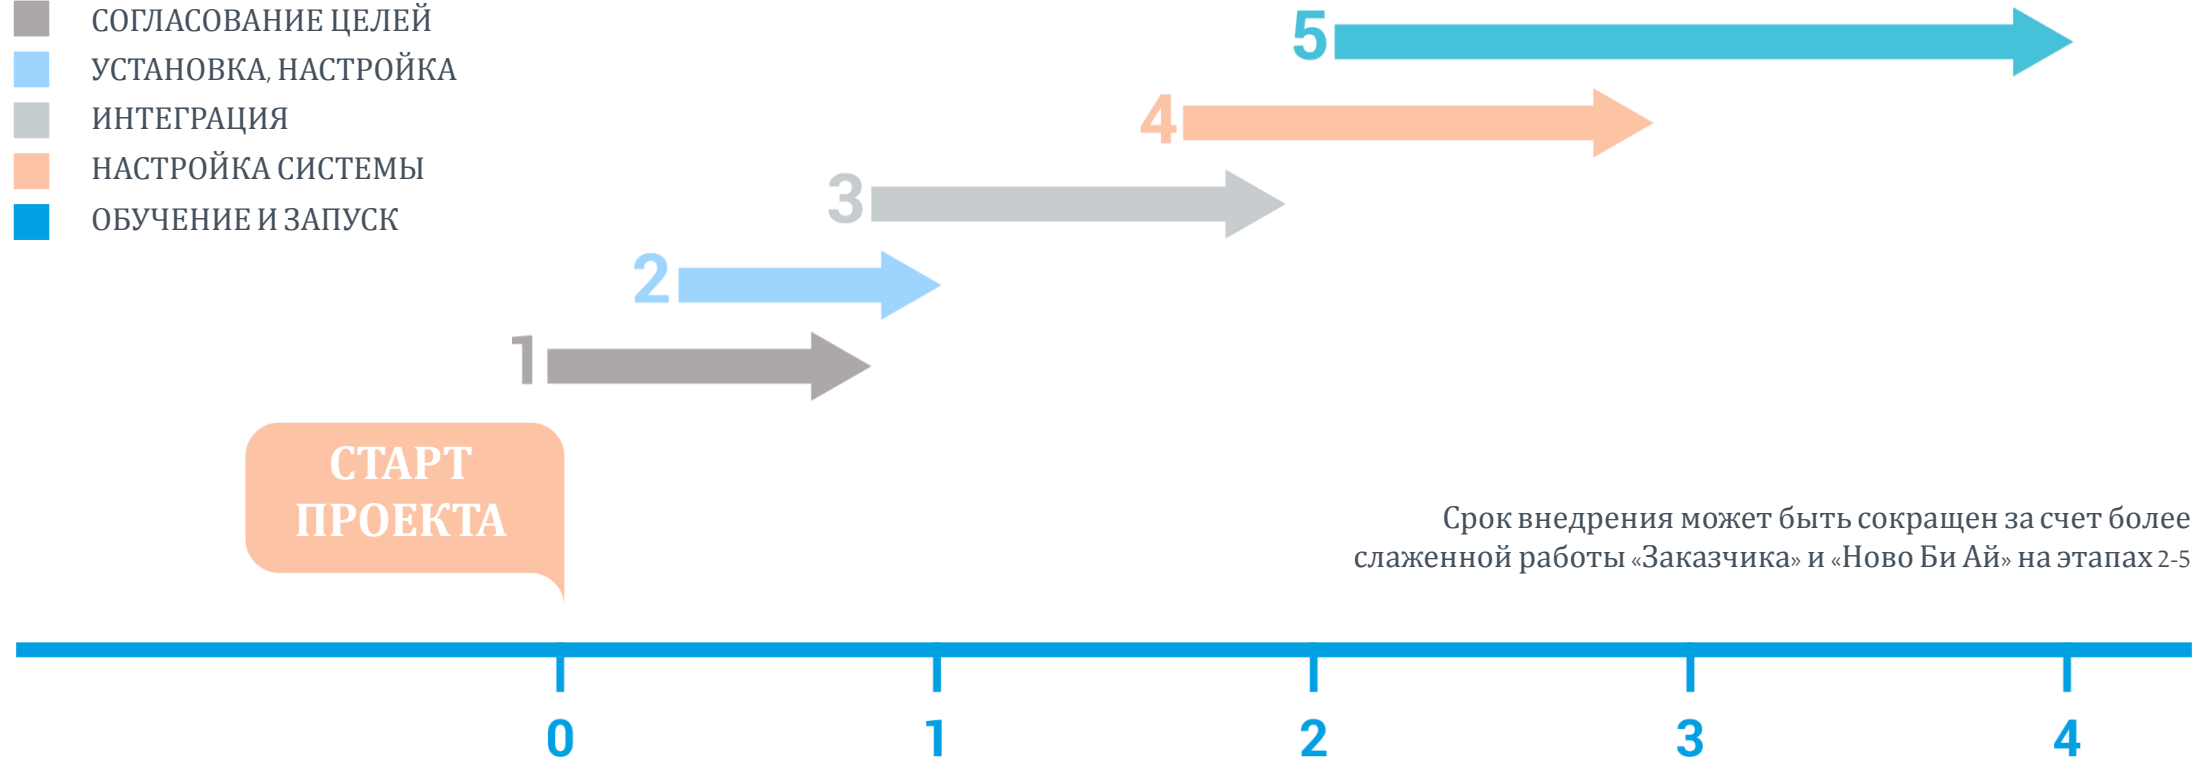 СОГЛАСОВАНИЕ ЦЕЛЕЙ
УСТАНОВКА, НАСТРОЙКА
ИНТЕГРАЦИЯ
НАСТРОЙКА СИСТЕМЫ
ОБУЧЕНИЕ И ЗАПУСК
5
4
3
2
1
СТАРТ
ПРОЕКТА
Срок внедрения может быть сокращен за счет более
слаженной работы «Заказчика» и «Ново Би Ай» на этапах 2-5
0 1 2 3 4